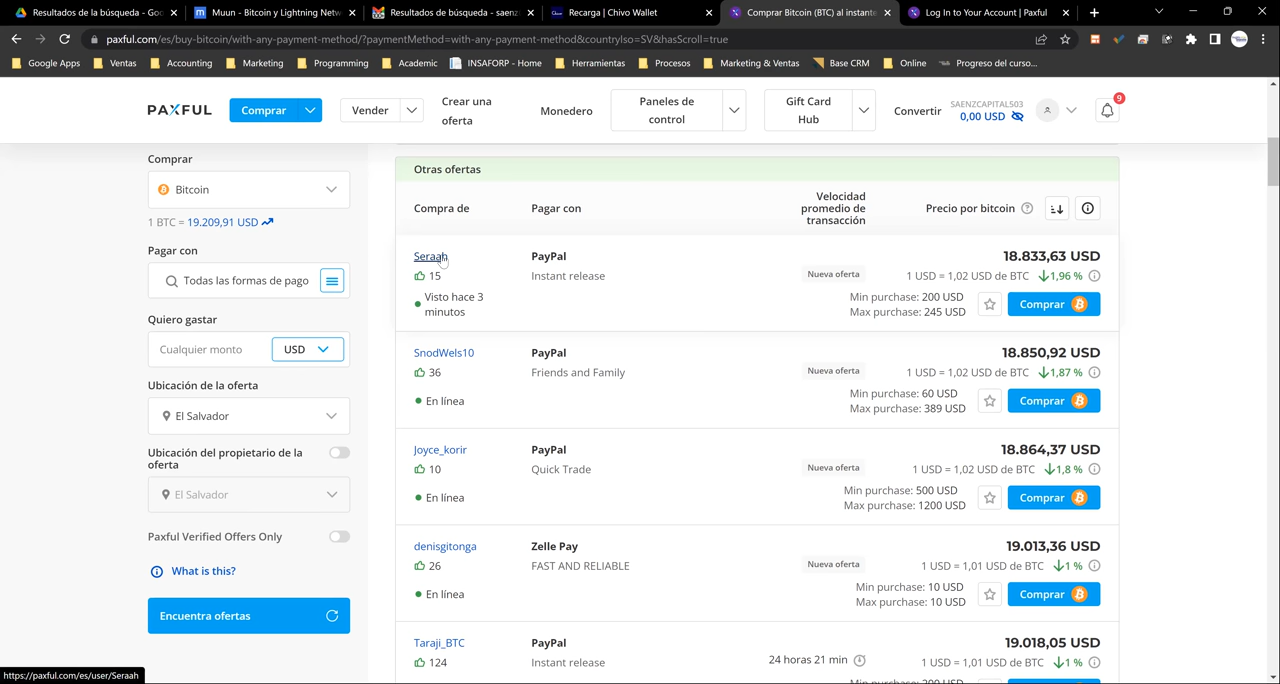 Resultados de la búsqueda - Goo
Muun - Bitcoin y Lightning Netw
Resultados de búsqueda - saenz
Recarga | Chivo Wallet
Comprar Bitcoin (BTC) al instante
Log In to Your Account | Paxful
paxful.com/es/buy-bitcoin/with-any-payment-method/?paymentMethod=with-any-payment-method&countryIso=SV&hasScroll=true
Google Apps
Ventas
Accounting
Marketing
Programming
Academic
INSAFORP - Home
Herramientas
Procesos
Marketing & Ventas
Base CRM
Online
Progreso del curso...
PAXFUL
Comprar
Vender
Crear una
oferta
Monedero
Paneles de
control
Gift Card
Hub
Convertir
SAENZCAPITAL503
0,00 USD
9
Comprar
Bitcoin
1 BTC = 19.209,91 USD
Pagar con
Todas las formas de pago
Quiero gastar
Cualquier monto
USD
Ubicación de la oferta
El Salvador
Ubicación del propietario de la
oferta
El Salvador
Paxful Verified Offers Only
What is this?
Encuentra ofertas
Otras ofertas
Compra de
Pagar con
Velocidad
promedio de
transacción
Precio por bitcoin
Seraah
15
Visto hace 3
minutos
PayPal
Instant release
Nueva oferta
18.833,63 USD
1 USD = 1,02 USD de BTC 1,96 %
Min purchase: 200 USD
Max purchase: 245 USD
Comprar
SnodWels10
36
En línea
PayPal
Friends and Family
Nueva oferta
18.850,92 USD
1 USD = 1,02 USD de BTC 1,87 %
Min purchase: 60 USD
Max purchase: 389 USD
Comprar
Joyce_korir
10
En línea
PayPal
Quick Trade
Nueva oferta
18.864,37 USD
1 USD = 1,02 USD de BTC 1,8 %
Min purchase: 500 USD
Max purchase: 1200 USD
Comprar
denisgitonga
26
En línea
Zelle Pay
FAST AND RELIABLE
Nueva oferta
19.013,36 USD
1 USD = 1,01 USD de BTC 1 %
Min purchase: 10 USD
Max purchase: 10 USD
Comprar
Taraji_BTC
124
PayPal
Instant release
24 horas 21 min
19.018,05 USD
1 USD = 1,01 USD de BTC 1 %
https://paxful.com/es/user/Seraah